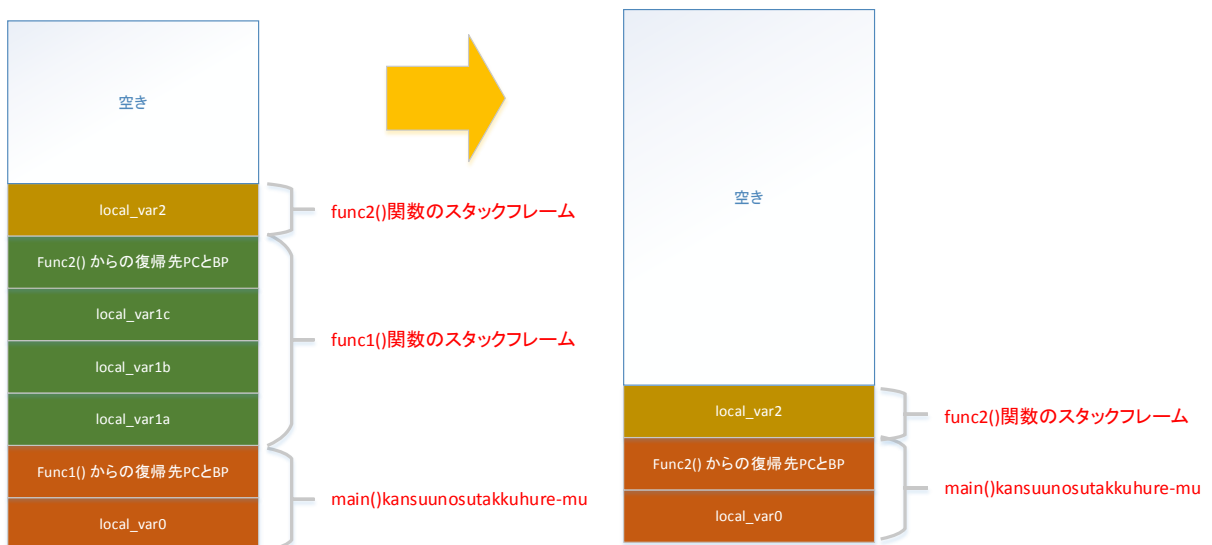 空き
local_var2
func2()関数のスタックフレーム
Func2() からの復帰先PCとBP
local_var1c
func1()関数のスタックフレーム
local_var1b
local_var1a
Func1() からの復帰先PCとBP
main()kansuunosutakkuhure-mu
local_var0
空き
local_var2
func2()関数のスタックフレーム
Func2() からの復帰先PCとBP
main()kansuunosutakkuhure-mu
local_var0